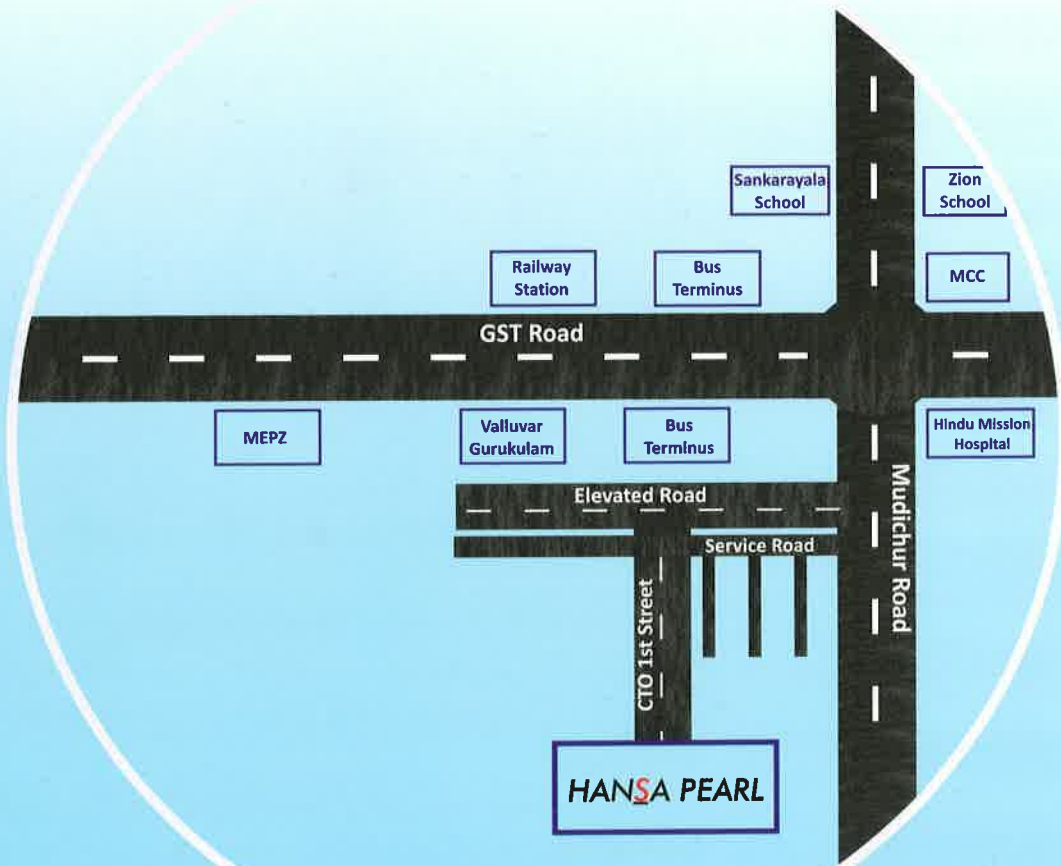 Sankarayala
School
Zion
School
Railway
Station
Bus
Terminus
MCC
GST Road
MEPZ
Valluvar
Gurukulam
Bus
Terminus
Hindu Mission
Hospital
Elevated Road
Service Road
Mudichur Road
CTO 1st Street
HANSA PEARL